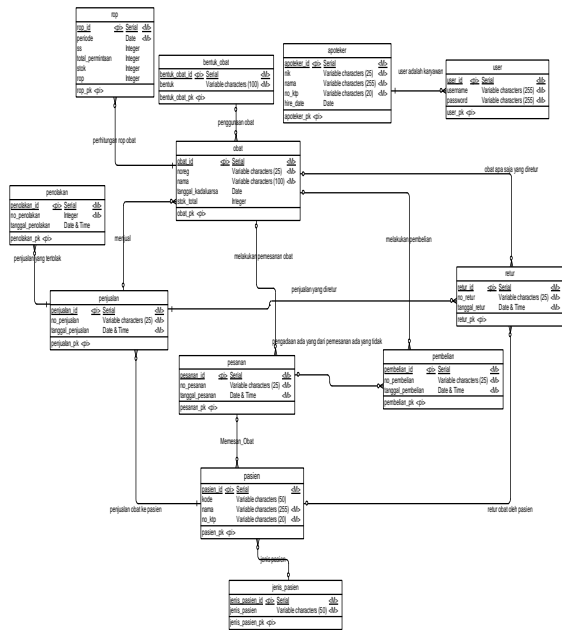 rop
rop_id <pi> Serial <M>
periode Date <M>
ss Integer
total_permintaan Integer
stok Integer
rop Integer
rop_pk <pi>
bentuk_obat
bentuk_obat_id <pi> Serial <M>
bentuk Variable characters (100) <M>
bentuk_obat_pk <pi>
apoteker
apoteker_id <pi> Serial <M>
nik Variable characters (25) <M>
nama Variable characters (255) <M>
no_ktp Variable characters (20) <M>
hire_date Date
apoteker_pk <pi>
user adalah karyawan
user
user_id <pi> Serial <M>
username Variable characters (255) <M>
password Variable characters (255) <M>
user_pk <pi>
penggunaan obat
perhitungan rop obat
obat
obat_id <pi> Serial <M>
noreg Variable characters (25) <M>
nama Variable characters (100) <M>
tanggal_kadaluarsa Date
stok_total Integer
obat_pk <pi>
obat apa saja yang diretur
penolakan
penolakan_id <pi> Serial <M>
no_penolakan Integer <M>
tanggal_penolakan Date & Time
penolakan_pk <pi>
menjual
melakukan pemesanan obat
melakukan pembelian
penjualan yang tertolak
retur
retur_id <pi> Serial <M>
no_retur Variable characters (25) <M>
tanggal_retur Date & Time <M>
retur_pk <pi>
penjualan
penjualan_id <pi> Serial <M>
no_penjualan Variable characters (25) <M>
tanggal_penjualan Date & Time <M>
penjualan_pk <pi>
penjualan yang diretur
pengadaan ada yang dari pemesanan ada yang tidak
pesanan
pesanan_id <pi> Serial <M>
no_pesanan Variable characters (25) <M>
tanggal_pesanan Date & Time <M>
pesanan_pk <pi>
pembelian
pembelian_id <pi> Serial <M>
no_pembelian Variable characters (25) <M>
tanggal_pembelian Date & Time <M>
pembelian_pk <pi>
Memesan_Obat
pasien
pasien_id <pi> Serial <M>
kode Variable characters (50)
nama Variable characters (255) <M>
no_ktp Variable characters (20) <M>
pasien_pk <pi>
penjualan obat ke pasien
retur obat oleh pasien
jenis pasien
jenis_pasien
jenis_pasien_id <pi> Serial <M>
jenis_pasien Variable characters (50) <M>
jenis_pasien_pk <pi>